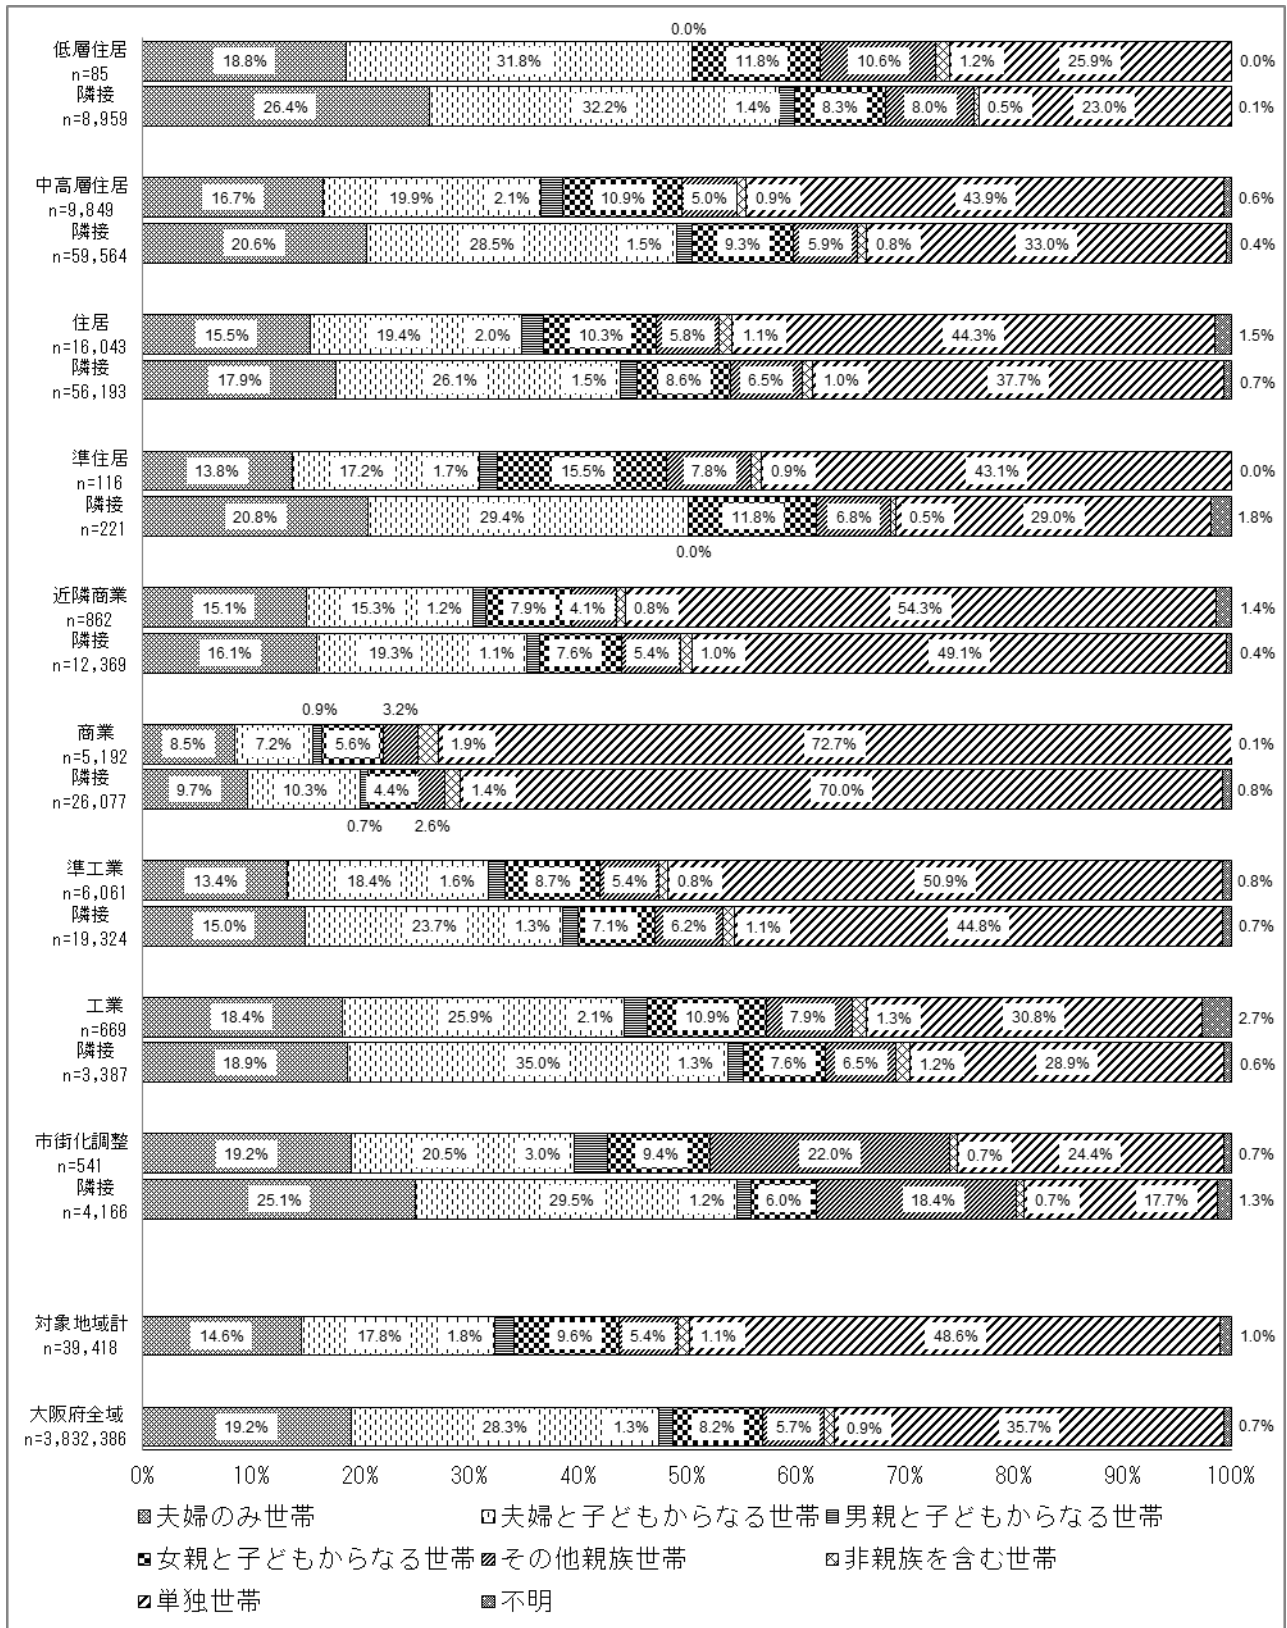 0.0%
低層住居 18.8% 31.8% 11.8% 10.6% 1.2% 25.9% 0.0%
n=85
隣接 26.4% 32.2% 1.4% 8.3% 8.0% 0.5% 23.0% 0.1%
n=8,959
中高層住居 16.7% 19.9% 2.1% 10.9% 5.0% 0.9% 43.9% 0.6%
n=9,849
隣接 20.6% 28.5% 1.5% 9.3% 5.9% 0.8% 33.0% 0.4%
n=59,564
住居 15.5% 19.4% 2.0% 10.3% 5.8% 1.1% 44.3% 1.5%
n=16,043
隣接 17.9% 26.1% 1.5% 8.6% 6.5% 1.0% 37.7% 0.7%
n=56,193
準住居 13.8% 17.2% 1.7% 15.5% 7.8% 0.9% 43.1% 0.0%
n=116
隣接 20.8% 29.4% 11.8% 6.8% 0.5% 29.0% 1.8%
n=221
0.0%
近隣商業 15.1% 15.3% 1.2% 7.9% 4.1% 0.8% 54.3% 1.4%
n=862
隣接 16.1% 19.3% 1.1% 7.6% 5.4% 1.0% 49.1% 0.4%
n=12,369
0.9% 3.2%
商業 8.5% 7.2% 5.6% 1.9% 72.7% 0.1%
n=5,192
隣接 9.7% 10.3% 4.4% 1.4% 70.0% 0.8%
n=26,077
0.7% 2.6%
準工業 13.4% 18.4% 1.6% 8.7% 5.4% 0.8% 50.9% 0.8%
n=6,061
隣接 15.0% 23.7% 1.3% 7.1% 6.2% 1.1% 44.8% 0.7%
n=19,324
工業 18.4% 25.9% 2.1% 10.9% 7.9% 1.3% 30.8% 2.7%
n=669
隣接 18.9% 35.0% 1.3% 7.6% 6.5% 1.2% 28.9% 0.6%
n=3,387
市街化調整 19.2% 20.5% 3.0% 9.4% 22.0% 0.7% 24.4% 0.7%
n=541
隣接 25.1% 29.5% 1.2% 6.0% 18.4% 0.7% 17.7% 1.3%
n=4,166
対象地域計 14.6% 17.8% 1.8% 9.6% 5.4% 1.1% 48.6% 1.0%
n=39,418
大阪府全域 19.2% 28.3% 1.3% 8.2% 5.7% 0.9% 35.7% 0.7%
n=3,832,386
0% 10% 20% 30% 40% 50% 60% 70% 80% 90% 100%
夫婦のみ世帯 夫婦と子どもからなる世帯 男親と子どもからなる世帯
女親と子どもからなる世帯 その他親族世帯 非親族を含む世帯
単独世帯 不明